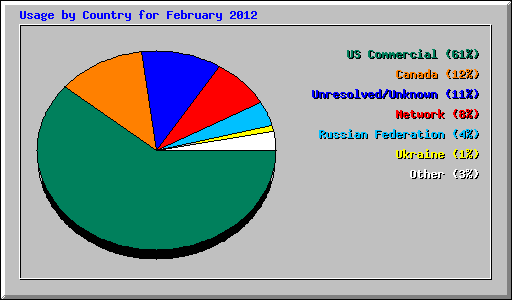 Usage by Country for February 2012
US Commercial (61%)
Canada (12%)
Unresolved/Unknown (11%)
Network (8%)
Russian Federation (4%)
Ukraine (1%)
Other (3%)